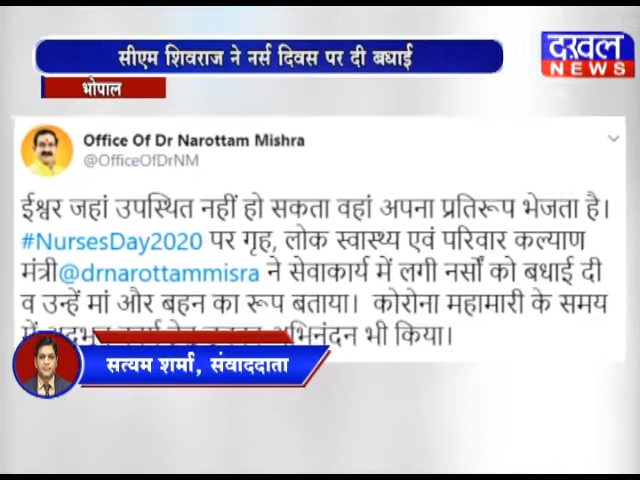 सीएम शिवराज ने नर्स दिवस पर दी बधाई
दख़ल
NEWS
भोपाल
Office Of Dr Narottam Mishra
@OfficeOfDrNM
ईश्वर जहां उपस्थित नहीं हो सकता वहां अपना प्रतिरूप भेजता है।
#NursesDay2020 पर गृह, लोक स्वास्थ्य एवं परिवार कल्याण
मंत्री@drnarottammisra ने सेवाकार्य में लगी नर्सों को बधाई दी
व उन्हें मां और बहन का रूप बताया। कोरोना महामारी के समय
में अभिनंदन भी किया।
सत्यम शर्मा, संवाददाता